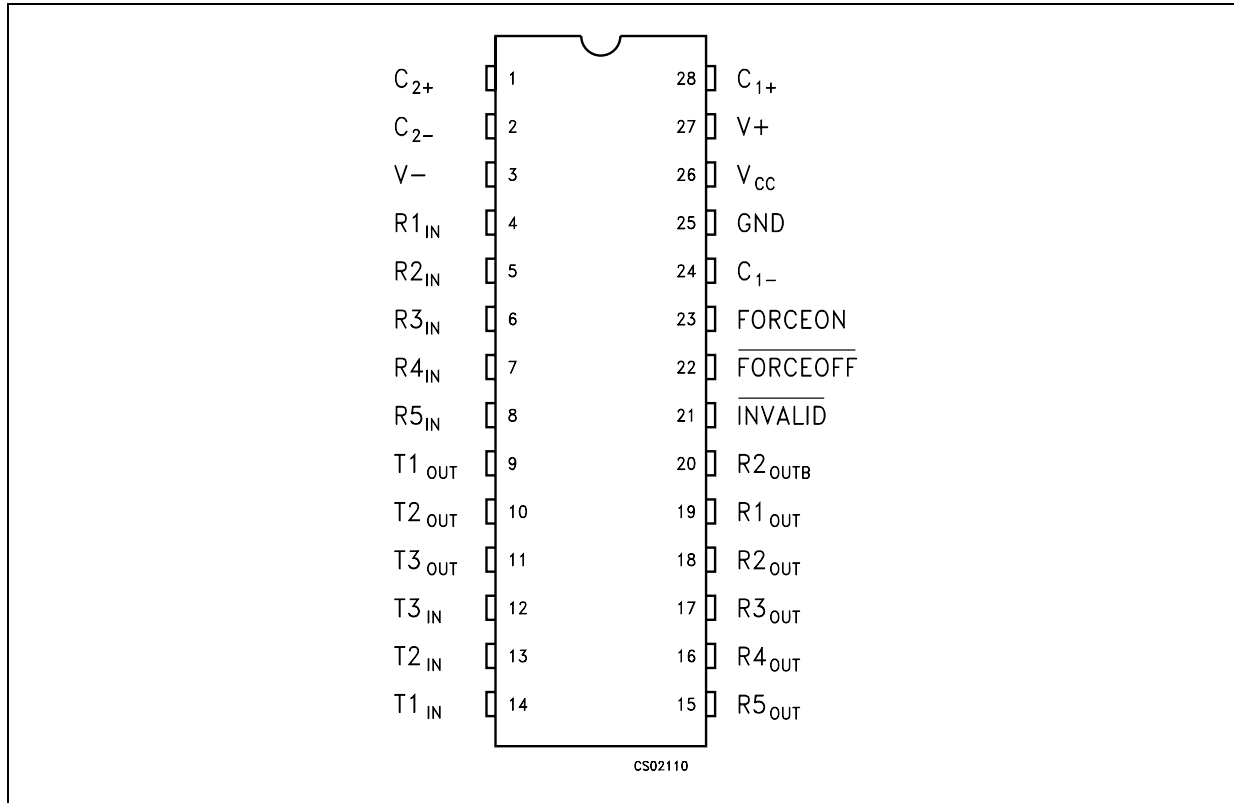 C2+ 1 28 C1+
C2− 2 27 V+
V− 3 26 VCC
R1IN 4 25 GND
R2IN 5 24 C1−
R3IN 6 23 FORCEON
R4IN 7 22 FORCEOFF
R5IN 8 21 INVALID
T1OUT 9 20 R2OUTB
T2OUT 10 19 R1OUT
T3OUT 11 18 R2OUT
T3IN 12 17 R3OUT
T2IN 13 16 R4OUT
T1IN 14 15 R5OUT
CS02110